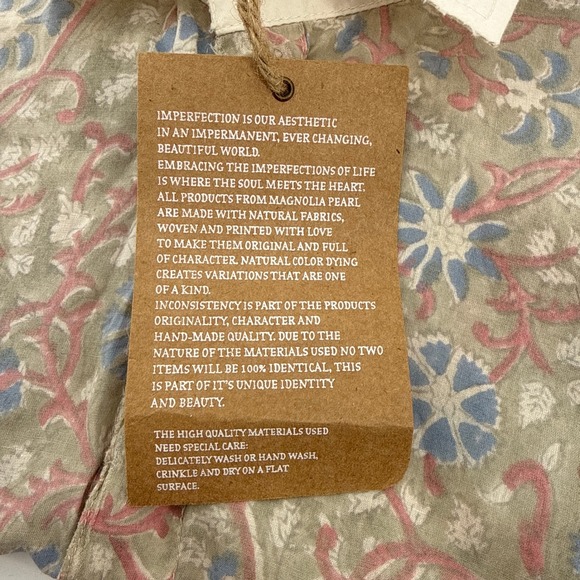 IMPERFECTION IS OUR AESTHETIC
IN AN IMPERMANENT, EVER CHANGING,
BEAUTIFUL WORLD.
EMBRACING THE IMPERFECTIONS OF LIFE
IS WHERE THE SOUL MEETS THE HEART.
ALL PRODUCTS FROM MAGNOLIA PEARL
ARE MADE WITH NATURAL FABRICS,
WOVEN AND PRINTED WITH LOVE
TO MAKE THEM ORIGINAL AND FULL
OF CHARACTER. NATURAL COLOR DYING
CREATES VARIATIONS THAT ARE ONE
OF A KIND.
INCONSISTENCY IS PART OF THE PRODUCTS
ORIGINALITY, CHARACTER AND
HAND-MADE QUALITY. DUE TO THE
NATURE OF THE MATERIALS USED NO TWO
ITEMS WILL BE 100% IDENTICAL, THIS
IS PART OF IT'S UNIQUE IDENTITY
AND BEAUTY.
THE HIGH QUALITY MATERIALS USED
NEED SPECIAL CARE:
DELICATELY WASH OR HAND WASH,
CRINKLE AND DRY ON A FLAT
SURFACE.